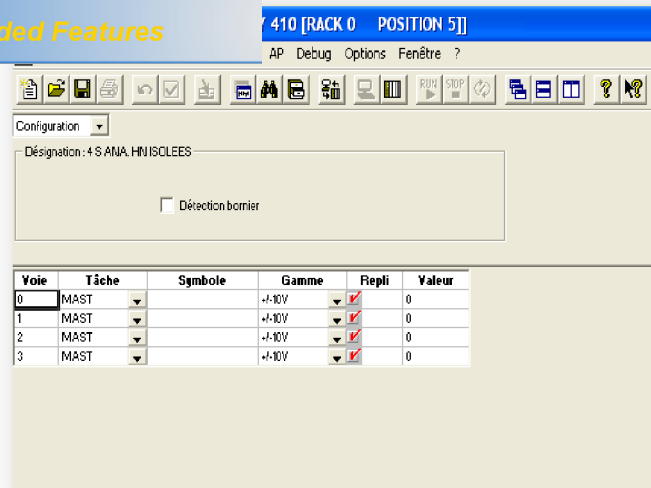 ded Features
410 [RACK 0 POSITION 5]]
AP Debug Options Fenêtre ?
RUN STOP
Configuration
Désignation : 4 S ANA. HN ISOLEES
Détection bornier
Voie Tâche Symbole Gamme Repli Valeur
0 MAST +/-10V 0
1 MAST +/-10V 0
2 MAST +/-10V 0
3 MAST +/-10V 0